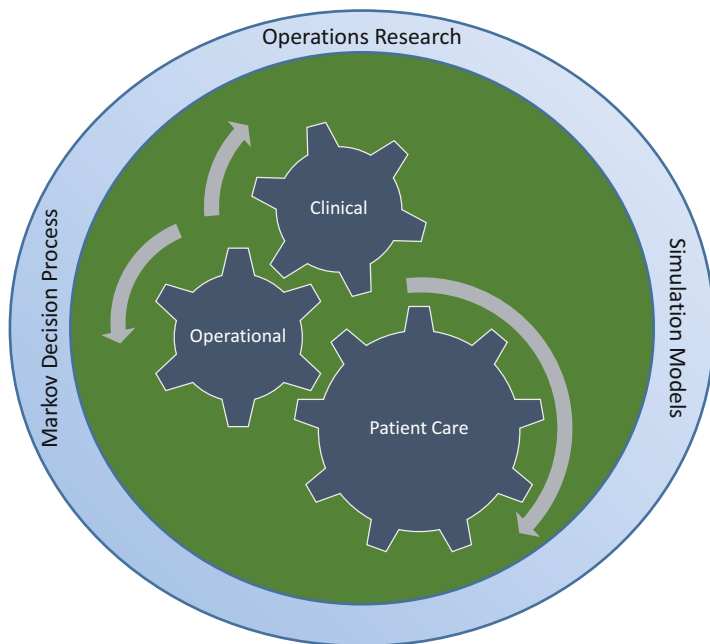 Operations Research
Clinical
Markov Decision Process
Simulation Models
Operational
Patient Care